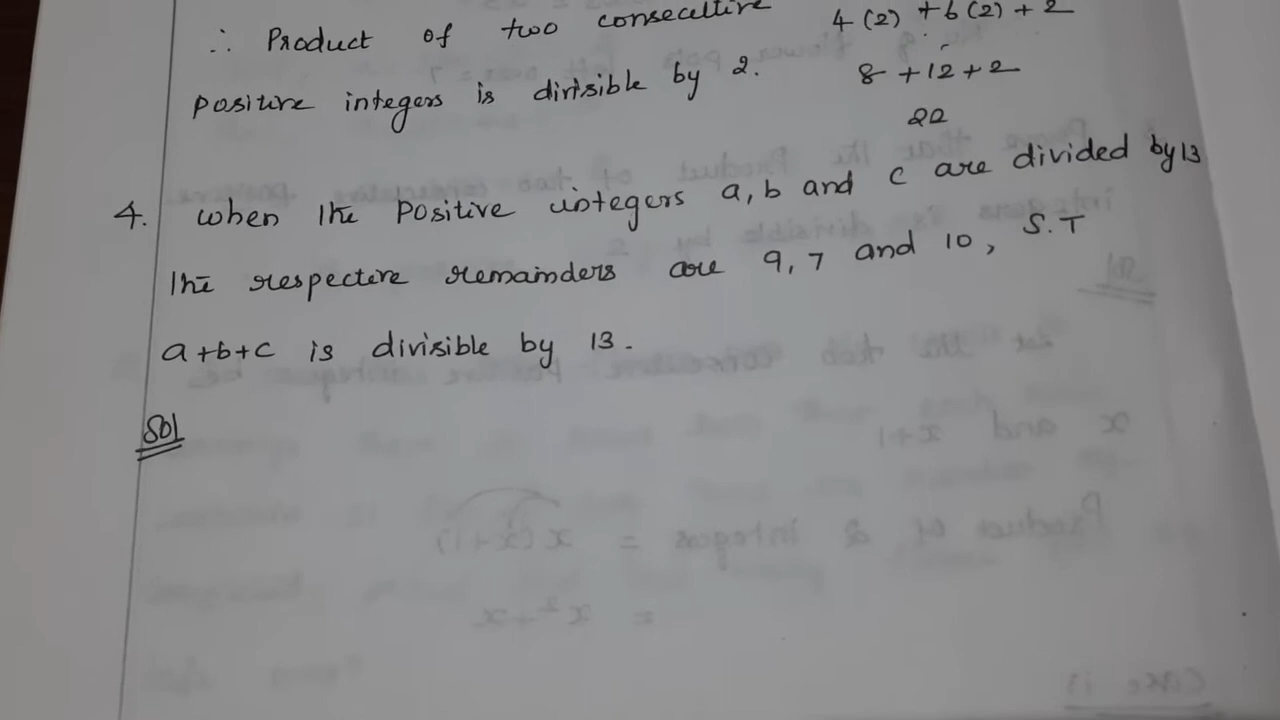 ∴ Product of two consecutive
4(2) + 6(2) + 2
positive integers is divisible by 2.
8 + 12 + 2
22
4. when the Positive integers a, b and c are divided by 13
the respective remainders are 9, 7 and 10, S.T
a+b+c is divisible by 13.
Sol